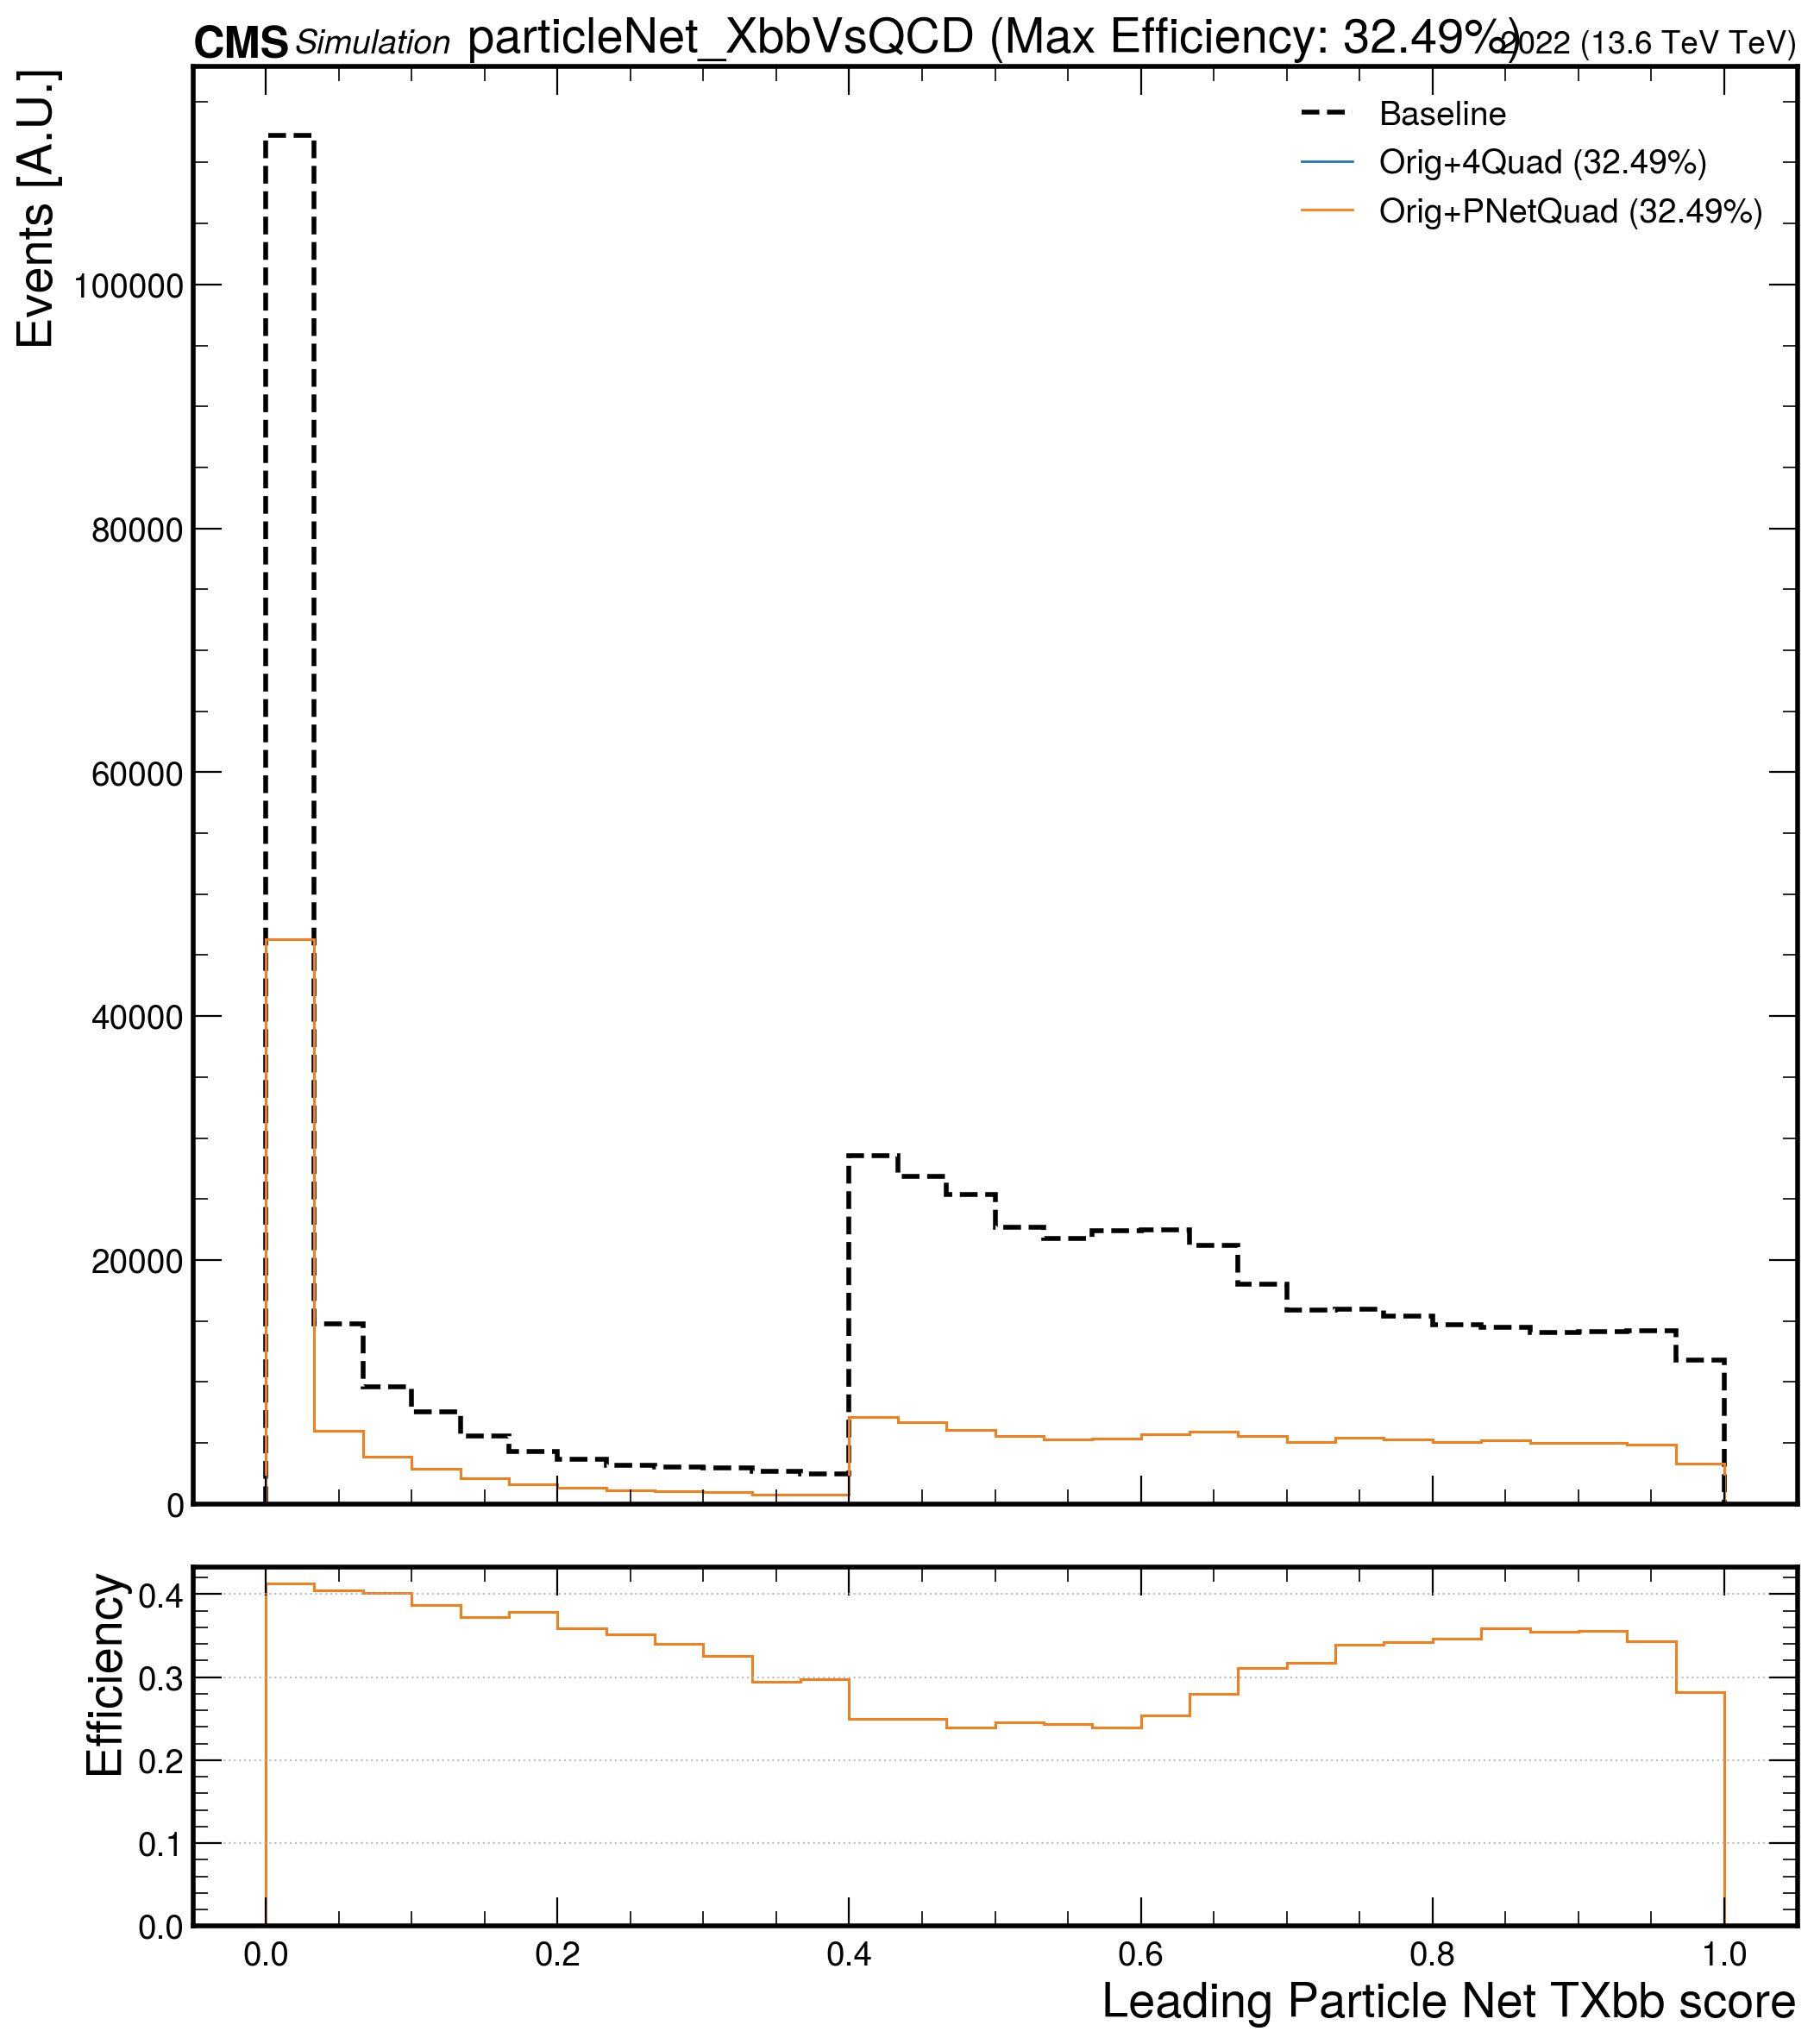 CMS Simulation particleNet_XbbVsQCD (Max Efficiency: 32.49%) 2022 (13.6 TeV TeV)
Events [A.U.]
Baseline
Orig+4Quad (32.49%)
Orig+PNetQuad (32.49%)
100000
80000
60000
40000
20000
0
Efficiency
0.4
0.3
0.2
0.1
0.0
0.0 0.2 0.4 0.6 0.8 1.0
Leading Particle Net TXbb score